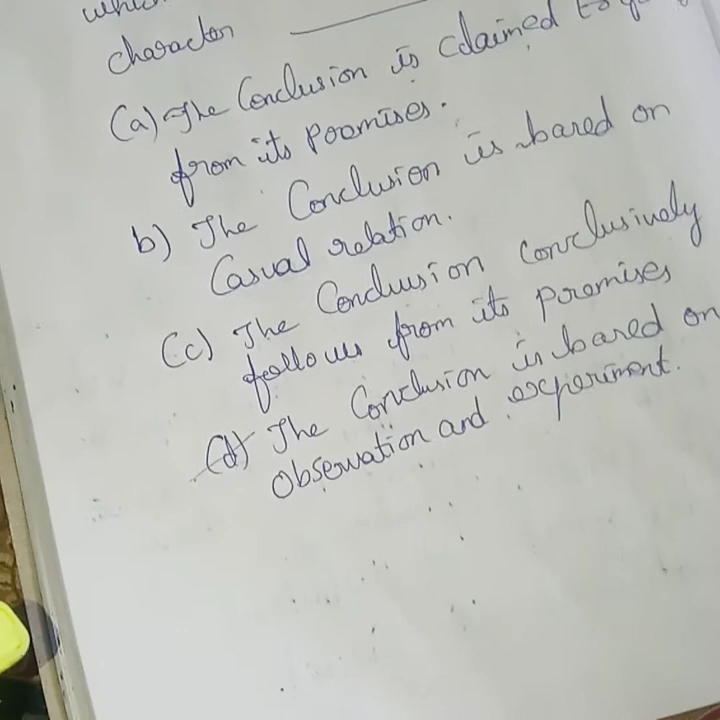 character
(a) The Conclusion is claimed
from its premises.
b) The Conclusion is based on
Casual relation.
(c) The Conclusion conclusively
follows from its premises
(d) The Conclusion is based on
Observation and experiment.